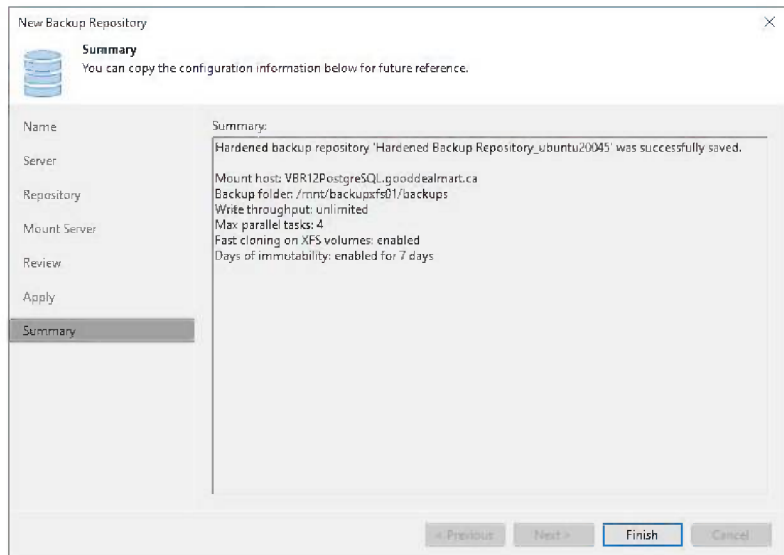 New Backup Repository
Summary
You can copy the configuration information below for future reference.
Name
Server
Repository
Mount Server
Review
Apply
Summary
Summary:
Hardened backup repository 'Hardened Backup Repository_ubuntu20045' was successfully saved.
Mount host: VBR12PostgreSQL.gooddealmart.ca
Backup folder: /mnt/backupxfs01/backups
Write throughput: unlimited
Max parallel tasks: 4
Fast cloning on XFS volumes: enabled
Days of immutability: enabled for 7 days
< Previous
Next >
Finish
Cancel